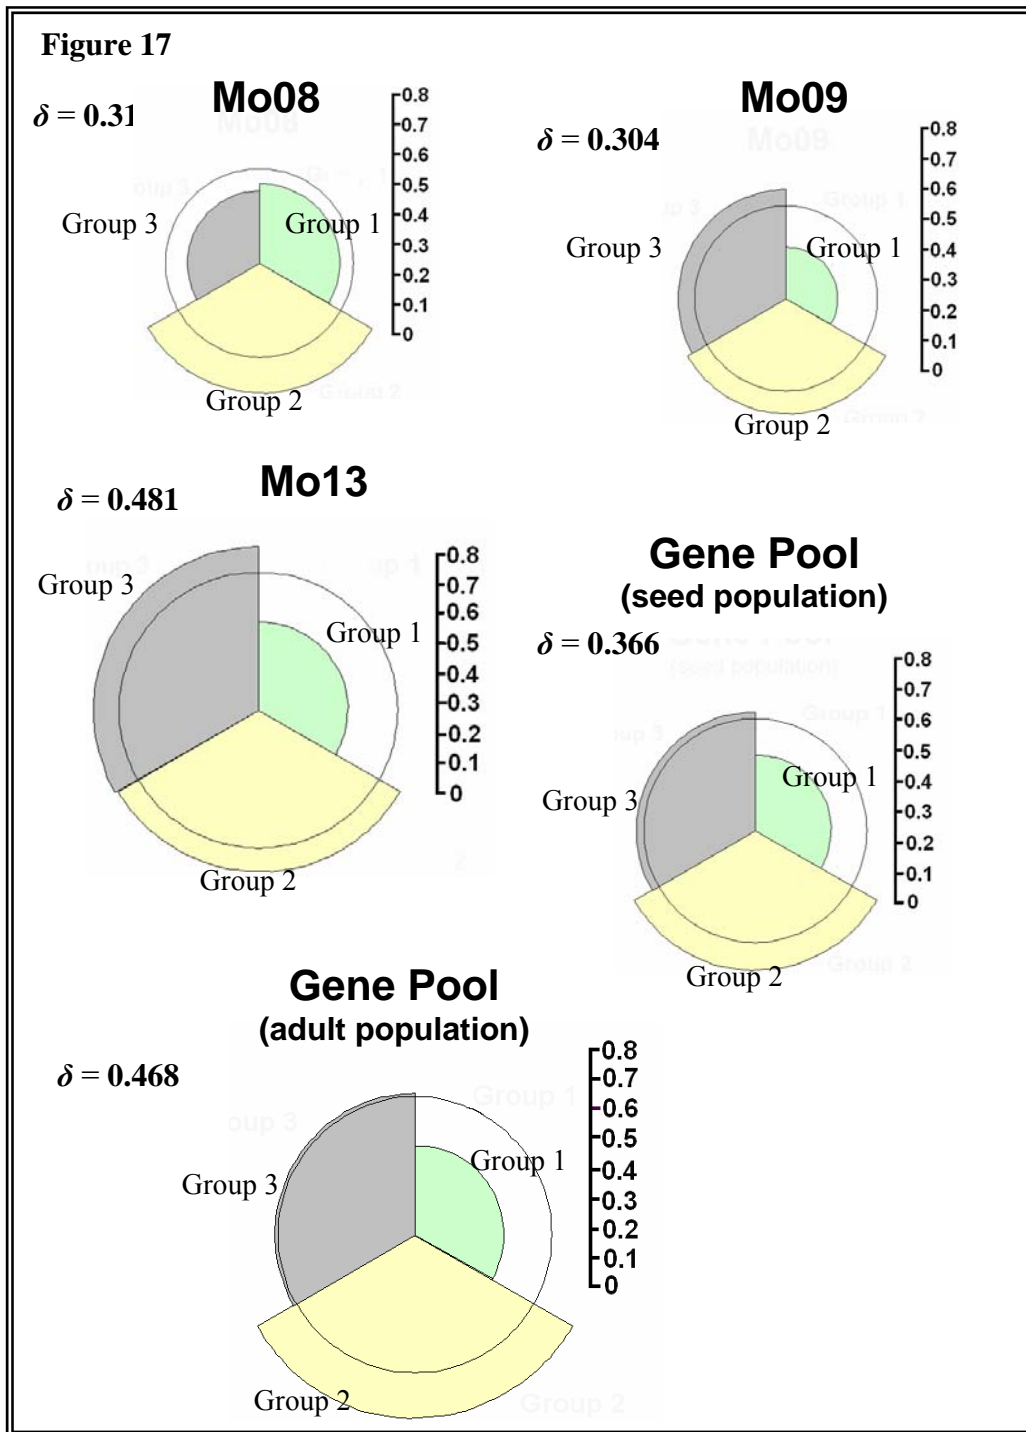 Figure 17
Mo08
δ = 0.31
0.8
0.7
0.6
0.5
0.4
0.3
0.2
0.1
0
Group 3
Group 1
Group 2
Mo09
δ = 0.304
0.8
0.7
0.6
0.5
0.4
0.3
0.2
0.1
0
Group 3
Group 1
Group 2
Mo13
δ = 0.481
0.8
0.7
0.6
0.5
0.4
0.3
0.2
0.1
0
Group 3
Group 1
Group 2
Gene Pool
(seed population)
δ = 0.366
0.8
0.7
0.6
0.5
0.4
0.3
0.2
0.1
0
Group 3
Group 1
Group 2
Gene Pool
(adult population)
δ = 0.468
0.8
0.7
0.6
0.5
0.4
0.3
0.2
0.1
0
Group 3
Group 1
Group 2